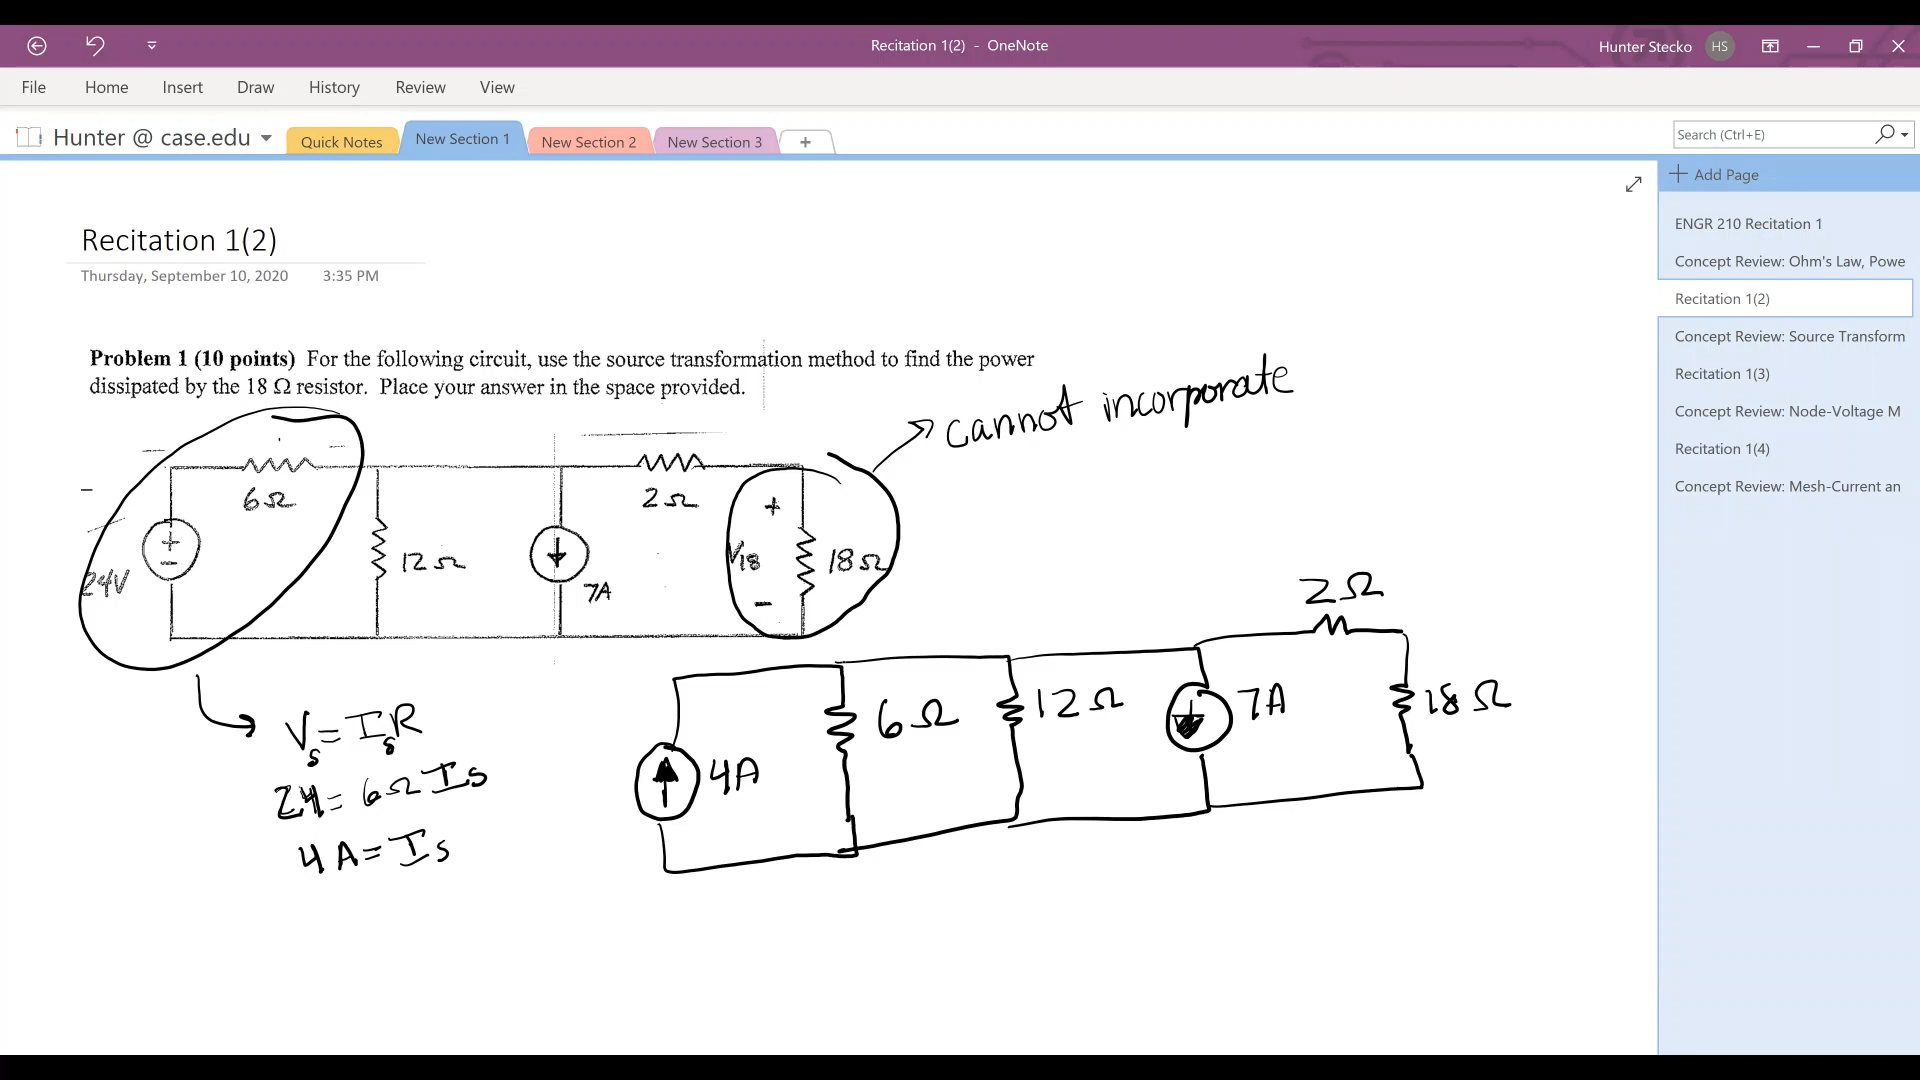 Recitation 1(2) - OneNote
Hunter Stecko HS
File Home Insert Draw History Review View
Hunter @ case.edu Quick Notes New Section 1 New Section 2 New Section 3 +
Search (Ctrl+E)
Add Page
ENGR 210 Recitation 1
Concept Review: Ohm's Law, Powe
Recitation 1(2)
Concept Review: Source Transform
Recitation 1(3)
Concept Review: Node-Voltage M
Recitation 1(4)
Concept Review: Mesh-Current an
Recitation 1(2)
Thursday, September 10, 2020 3:35 PM
Problem 1 (10 points) For the following circuit, use the source transformation method to find the power
dissipated by the 18 Ω resistor. Place your answer in the space provided.
cannot incorporate
6Ω
2Ω
+
+
-
24V
12Ω
7A
V18
18Ω
-
Vs = IsR
24 = 6Ω Is
4A = Is
4A
6Ω
12Ω
7A
2Ω
18Ω